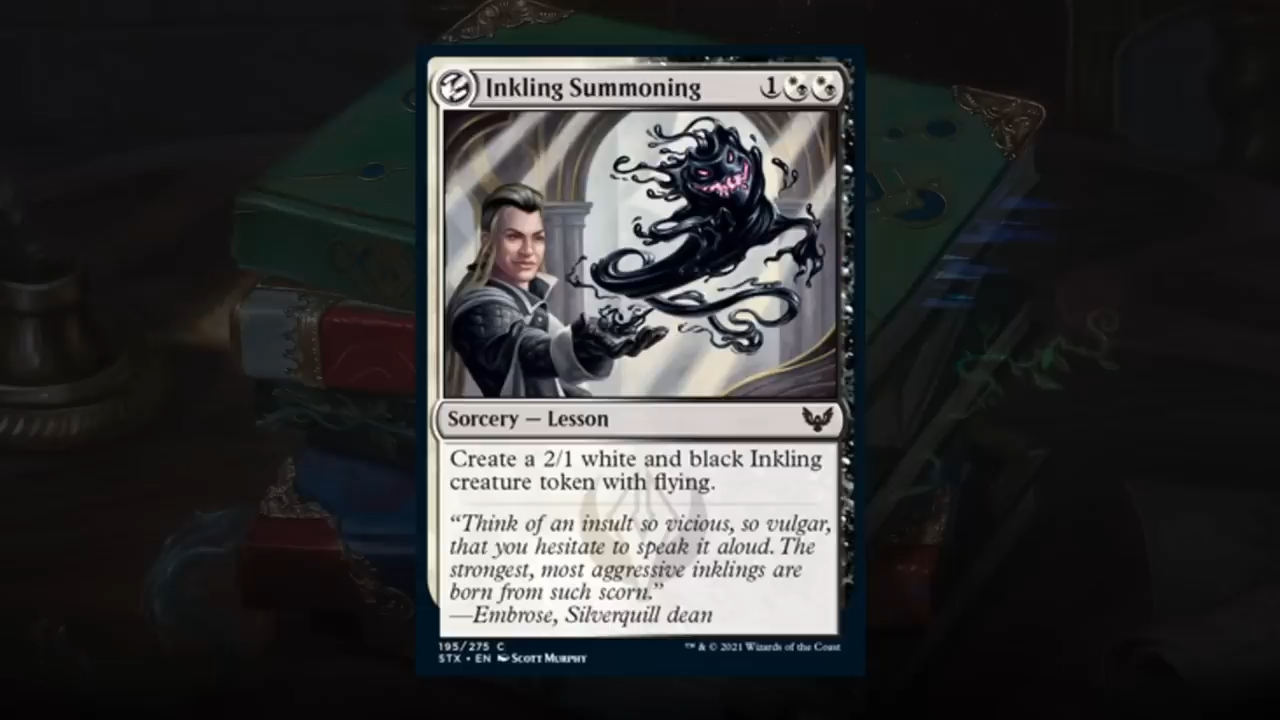 Inkling Summoning 1
Sorcery — Lesson
Create a 2/1 white and black Inkling
creature token with flying.
“Think of an insult so vicious, so vulgar,
that you hesitate to speak it aloud. The
strongest, most aggressive inklings are
born from such scorn.”
—Embrose, Silverquill dean
195/275 C
™ & © 2021 Wizards of the Coast
STX • EN Scott Murphy